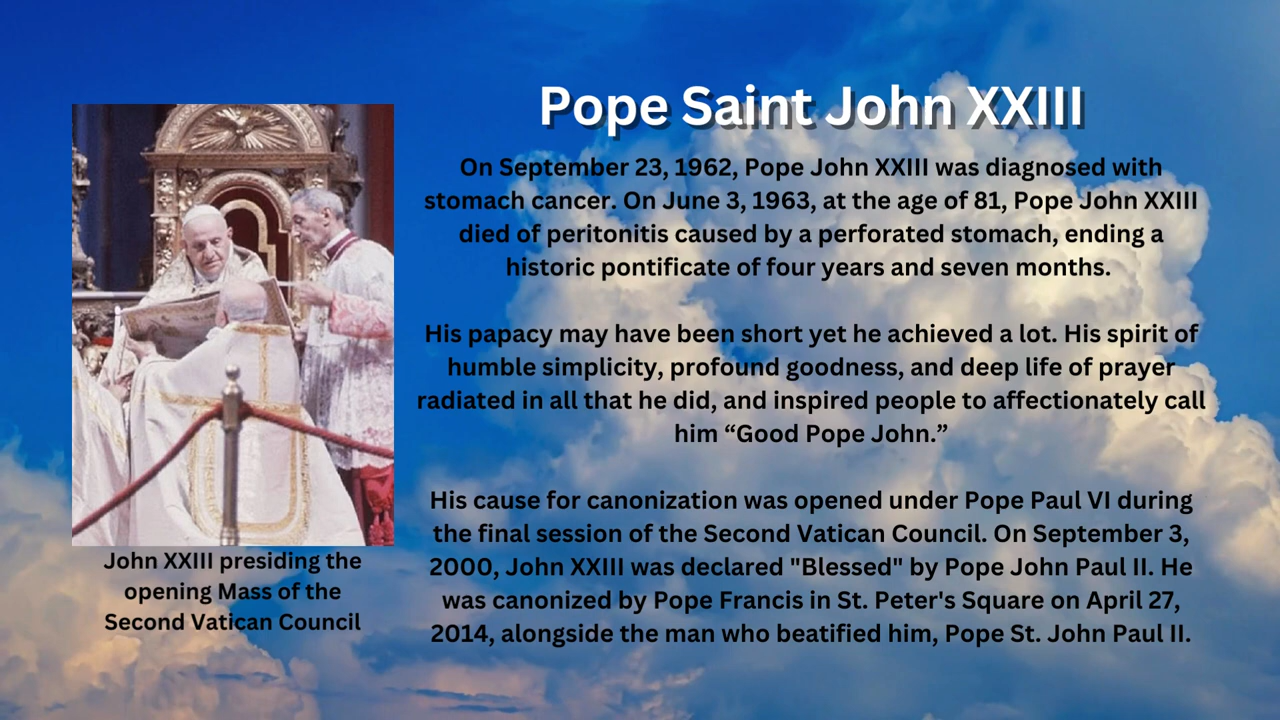 Pope Saint John XXIII
On September 23, 1962, Pope John XXIII was diagnosed with
stomach cancer. On June 3, 1963, at the age of 81, Pope John XXIII
died of peritonitis caused by a perforated stomach, ending a
historic pontificate of four years and seven months.
His papacy may have been short yet he achieved a lot. His spirit of
humble simplicity, profound goodness, and deep life of prayer
radiated in all that he did, and inspired people to affectionately call
him “Good Pope John.”
His cause for canonization was opened under Pope Paul VI during
the final session of the Second Vatican Council. On September 3,
2000, John XXIII was declared "Blessed" by Pope John Paul II. He
was canonized by Pope Francis in St. Peter's Square on April 27,
2014, alongside the man who beatified him, Pope St. John Paul II.
John XXIII presiding the
opening Mass of the
Second Vatican Council